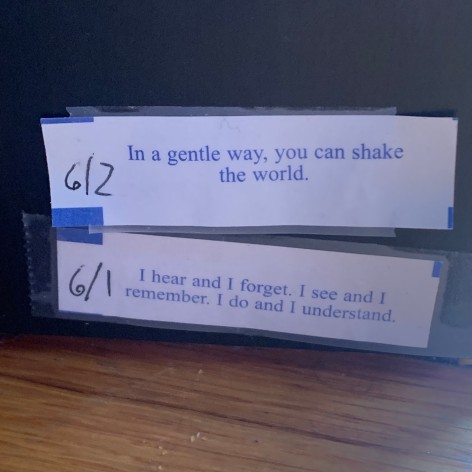 6/2
In a gentle way, you can shake
the world.
6/1
I hear and I forget. I see and I
remember. I do and I understand.